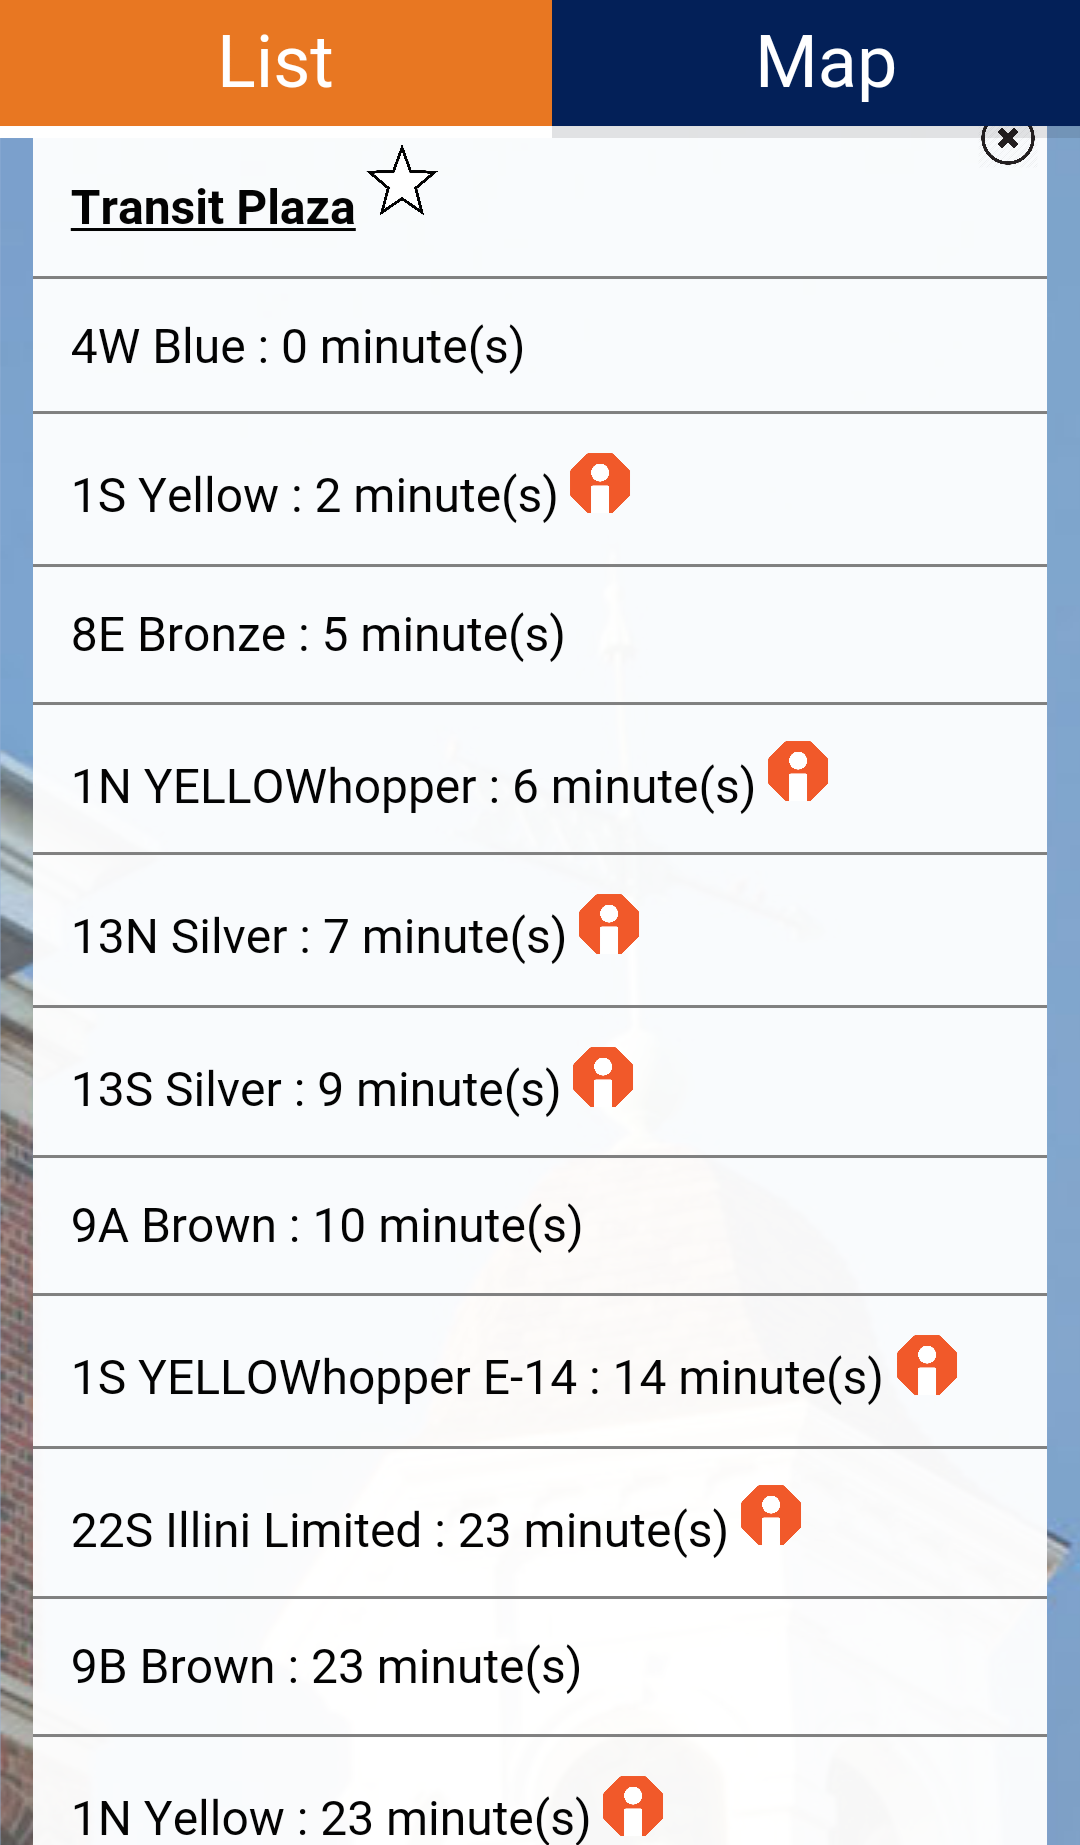 List
Map
Transit Plaza
4W Blue : 0 minute(s)
1S Yellow : 2 minute(s)
8E Bronze : 5 minute(s)
1N YELLOWhopper : 6 minute(s)
13N Silver : 7 minute(s)
13S Silver : 9 minute(s)
9A Brown : 10 minute(s)
1S YELLOWhopper E-14 : 14 minute(s)
22S Illini Limited : 23 minute(s)
9B Brown : 23 minute(s)
1N Yellow : 23 minute(s)